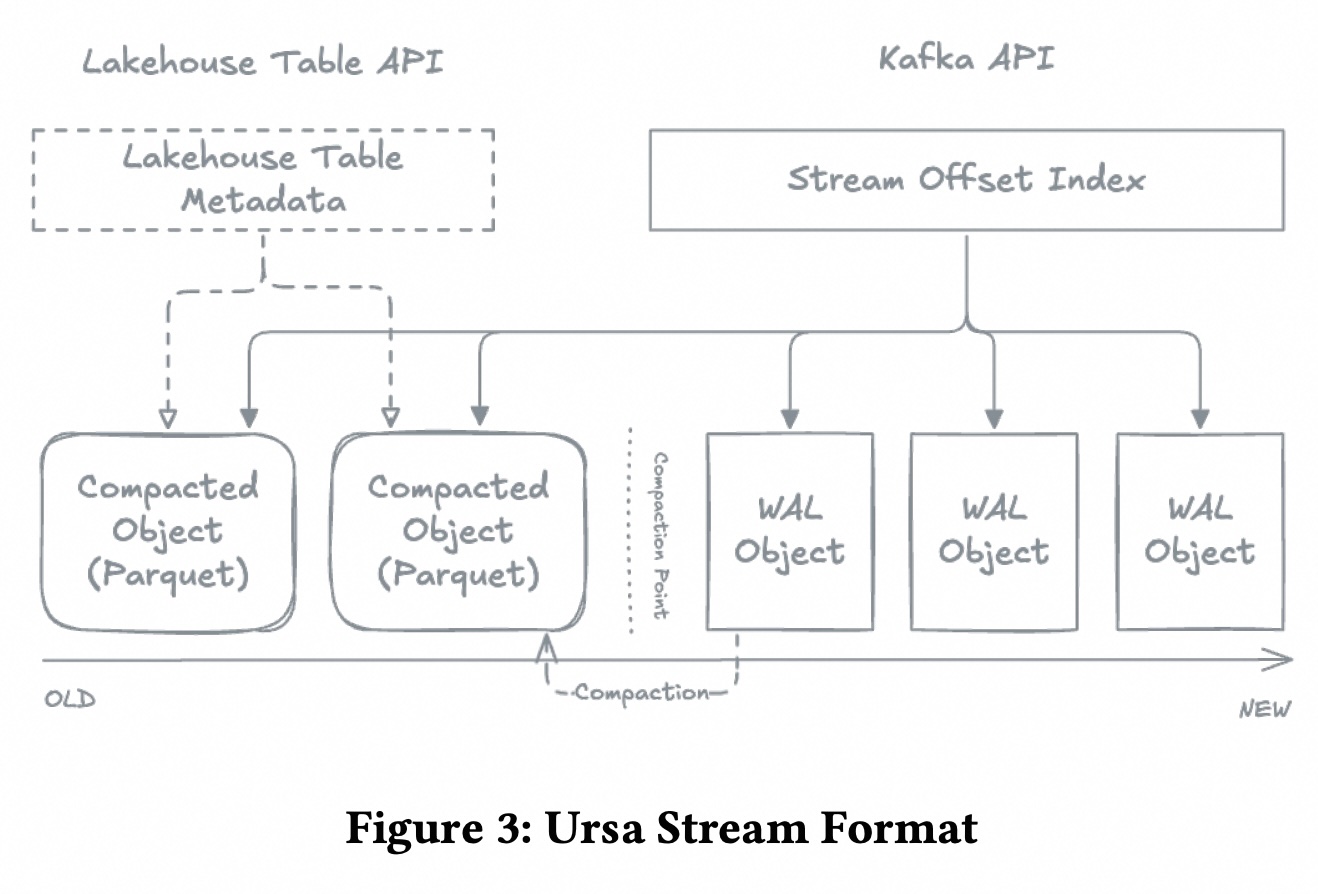 Lakehouse Table API
Kafka API
Lakehouse Table
Metadata
Stream Offset Index
Compacted
Object
(Parquet)
Compacted
Object
(Parquet)
Compaction Point
WAL
Object
WAL
Object
WAL
Object
Compaction
OLD
NEW
Figure 3: Ursa Stream Format